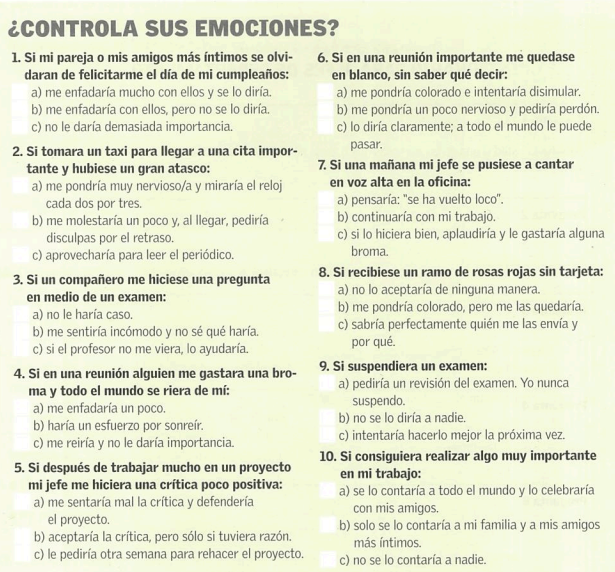 ¿CONTROLA SUS EMOCIONES?
1. Si mi pareja o mis amigos más íntimos se olvi-
daran de felicitarme el día de mi cumpleaños:
a) me enfadaría mucho con ellos y se lo diría.
b) me enfadaría con ellos, pero no se lo diría.
c) no le daría demasiada importancia.
2. Si tomara un taxi para llegar a una cita impor-
tante y hubiese un gran atasco:
a) me pondría muy nervioso/a y miraría el reloj
cada dos por tres.
b) me molestaría un poco y, al llegar, pediría
disculpas por el retraso.
c) aprovecharía para leer el periódico.
3. Si un compañero me hiciese una pregunta
en medio de un examen:
a) no le haría caso.
b) me sentiría incómodo y no sé qué haría.
c) si el profesor no me viera, lo ayudaría.
4. Si en una reunión alguien me gastara una bro-
ma y todo el mundo se riera de mí:
a) me enfadaría un poco.
b) haría un esfuerzo por sonreír.
c) me reiría y no le daría importancia.
5. Si después de trabajar mucho en un proyecto
mi jefe me hiciera una crítica poco positiva:
a) me sentaría mal la crítica y defendería
el proyecto.
b) aceptaría la crítica, pero sólo si tuviera razón.
c) le pediría otra semana para rehacer el proyecto.
6. Si en una reunión importante me quedase
en blanco, sin saber qué decir:
a) me pondría colorado e intentaría disimular.
b) me pondría un poco nervioso y pediría perdón.
c) lo diría claramente; a todo el mundo le puede
pasar.
7. Si una mañana mi jefe se pusiese a cantar
en voz alta en la oficina:
a) pensaría: "se ha vuelto loco".
b) continuaría con mi trabajo.
c) si lo hiciera bien, aplaudiría y le gastaría alguna
broma.
8. Si recibiese un ramo de rosas rojas sin tarjeta:
a) no lo aceptaría de ninguna manera.
b) me pondría colorado, pero me las quedaría.
c) sabría perfectamente quién me las envía y
por qué.
9. Si suspendiera un examen:
a) pediría un revisión del examen. Yo nunca
suspendo.
b) no se lo diría a nadie.
c) intentaría hacerlo mejor la próxima vez.
10. Si consiguiera realizar algo muy importante
en mi trabajo:
a) se lo contaría a todo el mundo y lo celebraría
con mis amigos.
b) solo se lo contaría a mi familia y a mis amigos
más íntimos.
c) no se lo contaría a nadie.